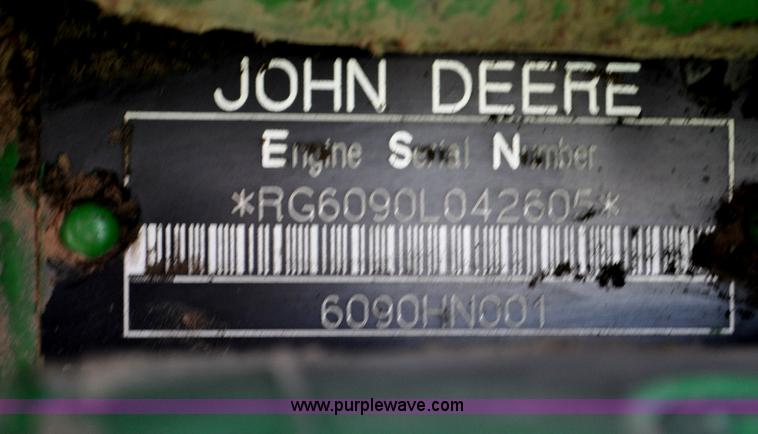 JOHN DEERE
Engine Serial Number
*RG6090L042605*
6090HN001
www.purplewave.com